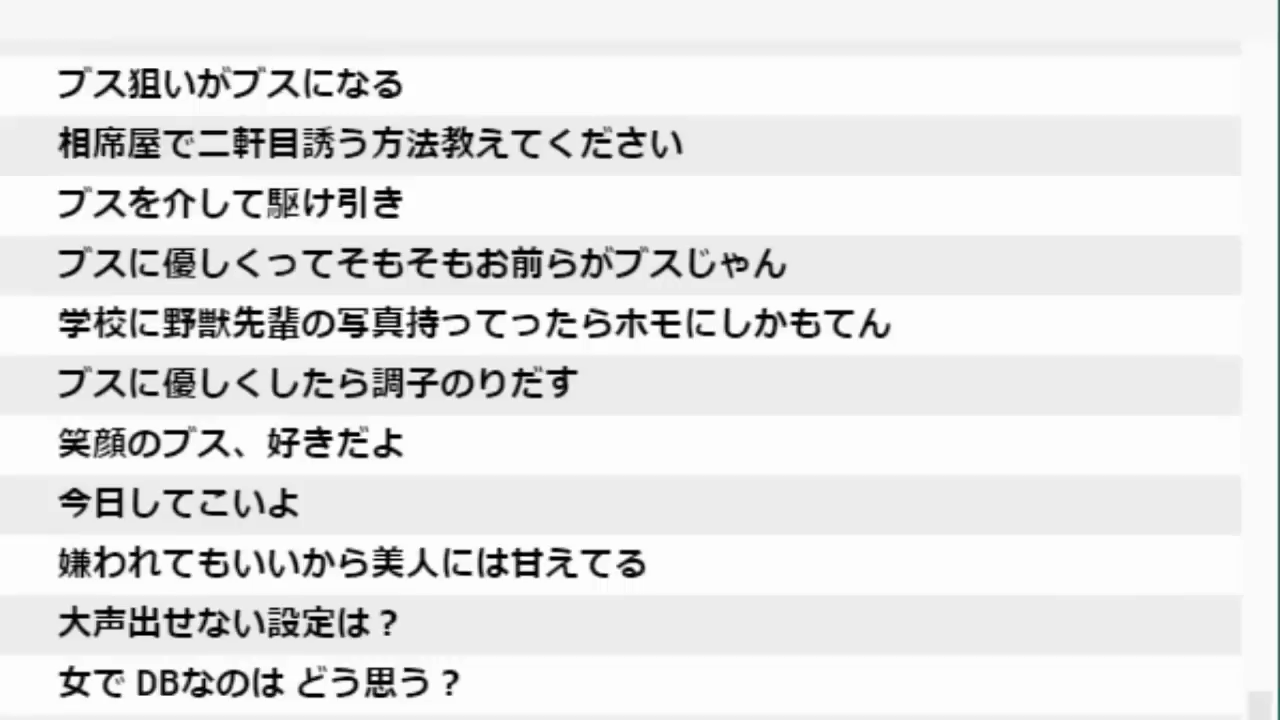 ブス狙いがブスになる
相席屋で二軒目誘う方法教えてください
ブスを介して駆け引き
ブスに優しくってそもそもお前らがブスじゃん
学校に野獣先輩の写真持ってったらホモにしかもてん
ブスに優しくしたら調子のりだす
笑顔のブス、好きだよ
今日してこいよ
嫌われてもいいから美人には甘えてる
大声出せない設定は？
女で DBなのは どう思う？